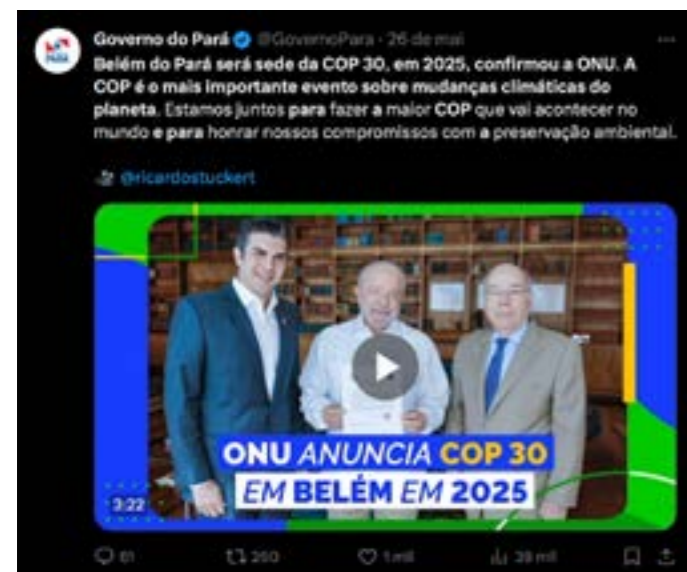 Governo do Pará @GovernoPara · 26 de mai
Belém do Pará será sede da COP 30, em 2025, confirmou a ONU. A
COP é o mais importante evento sobre mudanças climáticas do
planeta. Estamos juntos para fazer a maior COP que vai acontecer no
mundo e para honrar nossos compromissos com a preservação ambiental.
@ricardostuckert
ONU ANUNCIA COP 30
EM BELÉM EM 2025
3:22
61 260 1 mil 39 mil